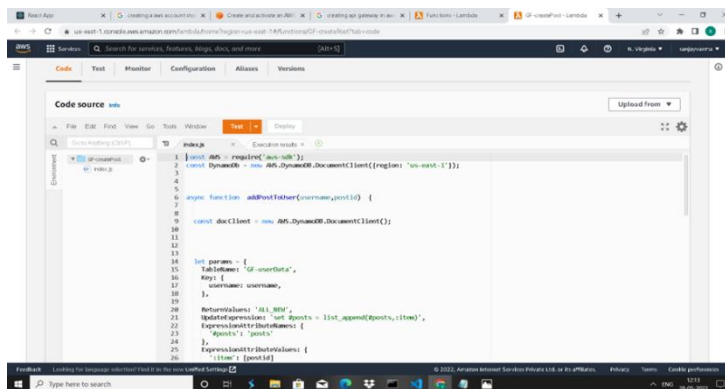 React App
creating a aws account step
Create and activate an AWS
creating api gateway in aws
Functions - Lambda
GF-createPost - Lambda
us-east-1.console.aws.amazon.com/lambda/home?region=us-east-1#/functions/GF-createPost?tab=code
aws
Services
Search for services, features, blogs, docs, and more
[Alt+S]
N. Virginia
sanjayvarma
Code
Test
Monitor
Configuration
Aliases
Versions
Code source
Info
Upload from
File Edit Find View Go Tools Window
Test
Deploy
Go to Anything (Ctrl-P)
index.js
Execution results
Environment
GF-createPost
index.js
1 const AWS = require('aws-sdk');
2 const DynamoDb = new AWS.DynamoDB.DocumentClient({region: 'us-east-1'});
3
4
5
6 async function addPostToUser(username,postid) {
7
8
9 const docClient = new AWS.DynamoDB.DocumentClient();
10
11
12
13
14 let params = {
15 TableName: 'GF-userData',
16 Key: {
17 username: username,
18 },
19
20 ReturnValues: 'ALL_NEW',
21 UpdateExpression: 'set #posts = list_append(#posts,:item)',
22 ExpressionAttributeNames: {
23 '#posts': 'posts'
24 },
25 ExpressionAttributeValues: {
26 ':item': [postid]
Feedback
Looking for language selection? Find it in the new Unified Settings
© 2022, Amazon Internet Services Private Ltd. or its affiliates.
Privacy
Terms
Cookie preferences
Type here to search
ENG
12:13